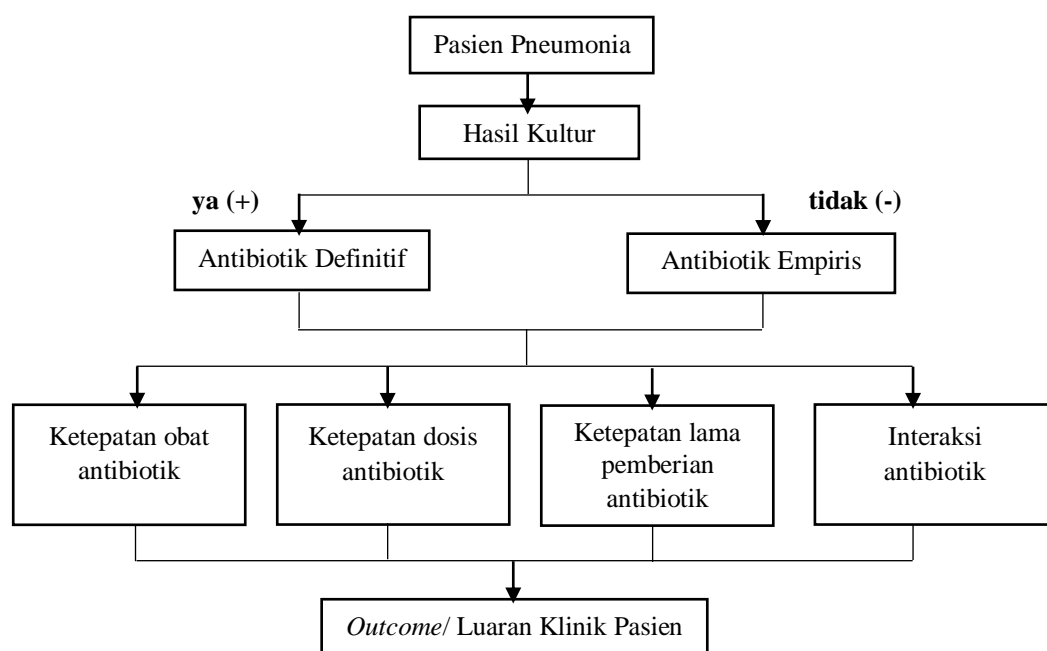 Pasien Pneumonia
Hasil Kultur
ya (+)
tidak (-)
Antibiotik Definitif
Antibiotik Empiris
Ketepatan obat
antibiotik
Ketepatan dosis
antibiotik
Ketepatan lama
pemberian
antibiotik
Interaksi
antibiotik
Outcome/ Luaran Klinik Pasien